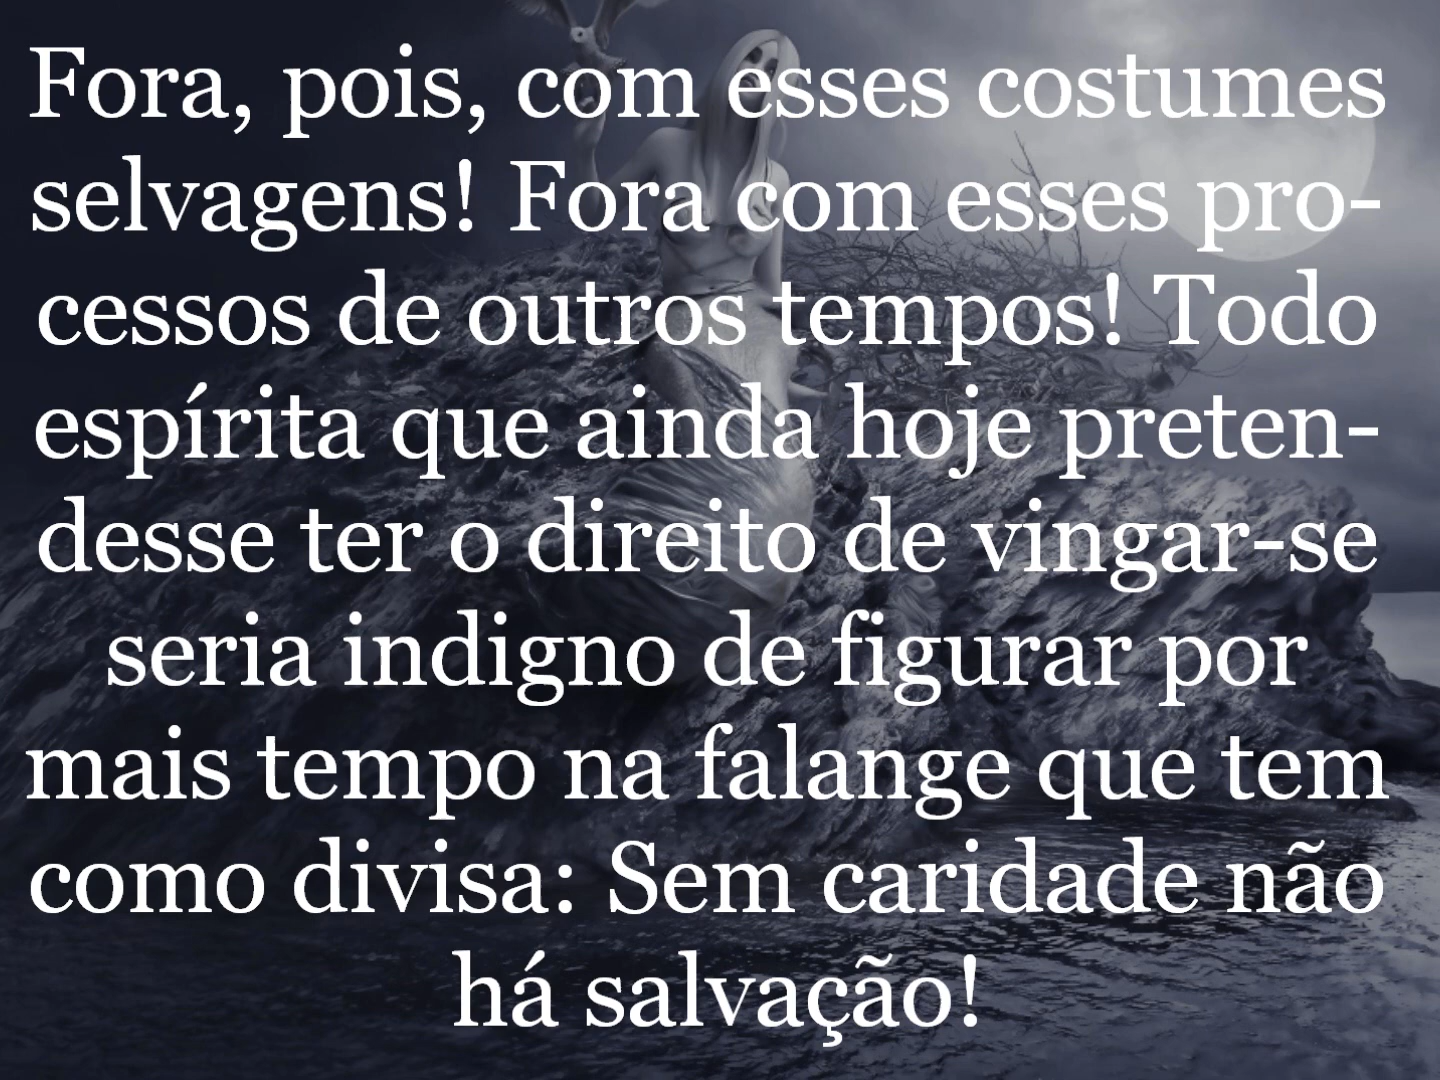 Fora, pois, com esses costumes
selvagens! Fora com esses pro-
cessos de outros tempos! Todo
espírita que ainda hoje preten-
desse ter o direito de vingar-se
seria indigno de figurar por
mais tempo na falange que tem
como divisa: Sem caridade não
há salvação!